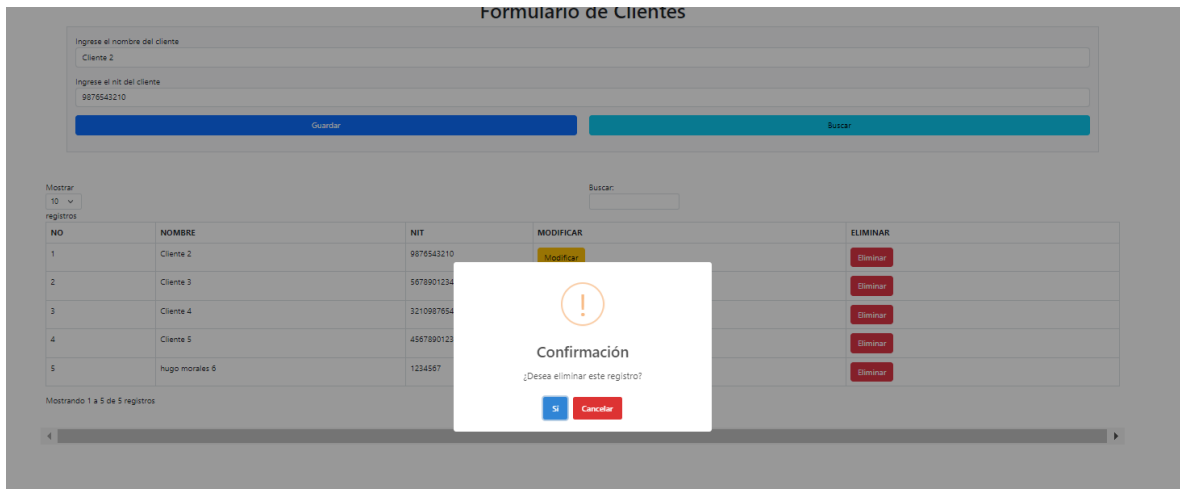 Formulario de Clientes
Ingrese el nombre del cliente
Cliente 2
Ingrese el nit del cliente
9876543210
Guardar Buscar
Mostrar Buscar:
10
registros
NO NOMBRE NIT MODIFICAR ELIMINAR
1 Cliente 2 9876543210 Modificar Eliminar
2 Cliente 3 5678901234 Eliminar
3 Cliente 4 3210987654 Eliminar
4 Cliente 5 4567890123 Eliminar
5 hugo morales 6 1234567 Eliminar
Confirmación
¿Desea eliminar este registro?
Si Cancelar
Mostrando 1 a 5 de 5 registros